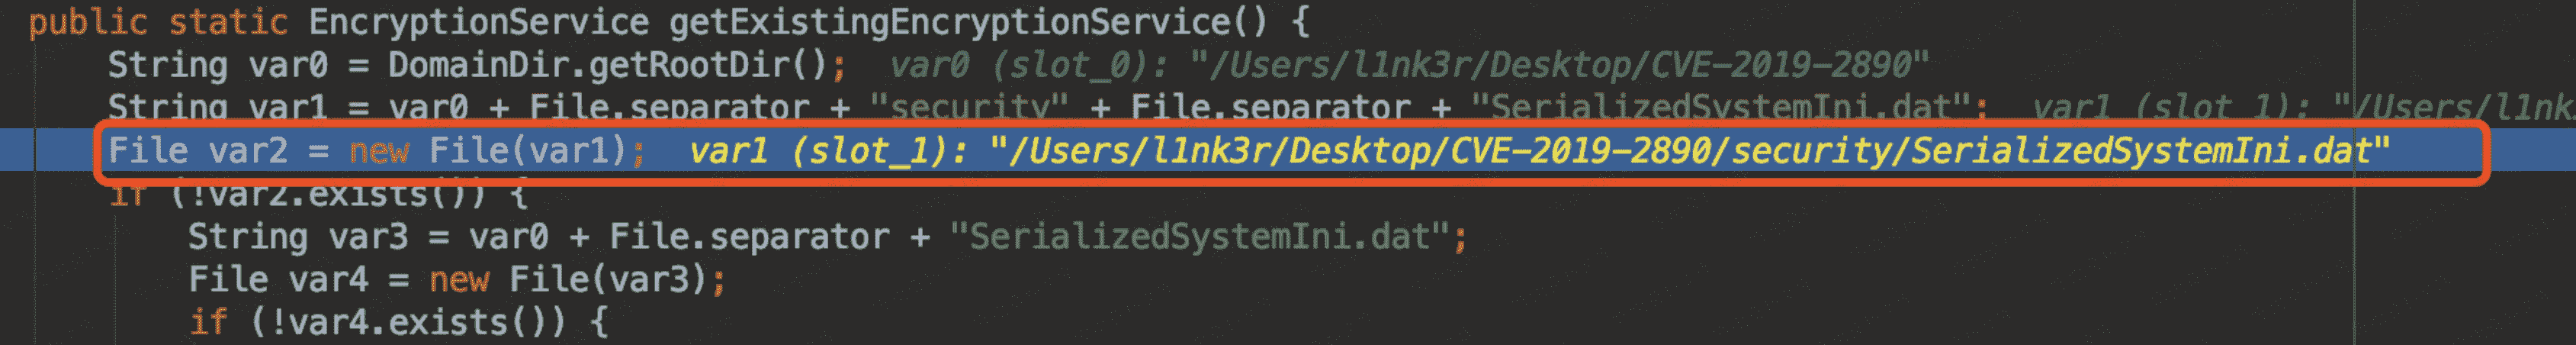 public static EncryptionService getExistingEncryptionService() {
String var0 = DomainDir.getRootDir(); var0 (slot_0): "/Users/l1nk3r/Desktop/CVE-2019-2890"
String var1 = var0 + File.separator + "security" + File.separator + "SerializedSystemIni.dat"; var1 (slot_1): "/Users/l1nk
File var2 = new File(var1); var1 (slot_1): "/Users/l1nk3r/Desktop/CVE-2019-2890/security/SerializedSystemIni.dat"
if (!var2.exists()) {
String var3 = var0 + File.separator + "SerializedSystemIni.dat";
File var4 = new File(var3);
if (!var4.exists()) {